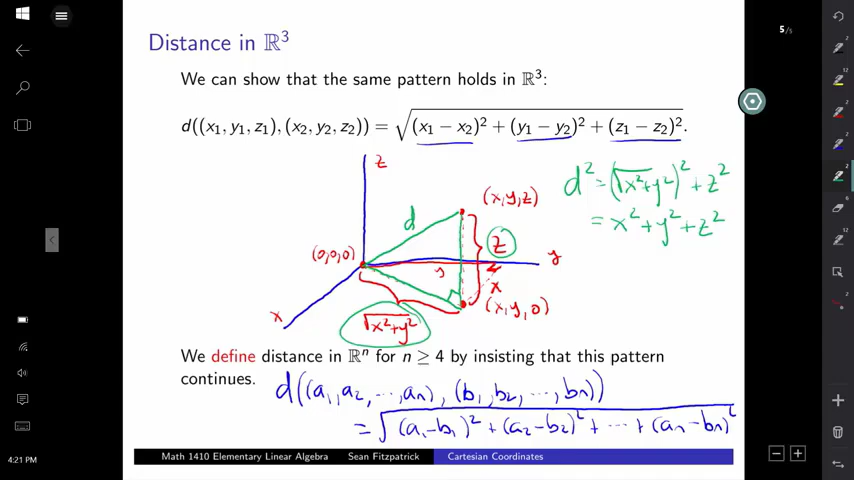 5/5
Distance in ℝ³
We can show that the same pattern holds in ℝ³:
d((x₁, y₁, z₁), (x₂, y₂, z₂)) = √((x₁ − x₂)² + (y₁ − y₂)² + (z₁ − z₂)²).
z
d² = (√x²+y²)² + z²
= x² + y² + z²
(x,y,z)
d
z
(0,0,0)
y
y
x
x
(x,y,0)
√x²+y²
We define distance in ℝⁿ for n ≥ 4 by insisting that this pattern
continues.
d((a₁,a₂, ..., aₙ), (b₁,b₂, ..., bₙ))
= √(a₁−b₁)² + (a₂−b₂)² + ... + (aₙ−bₙ)²
Math 1410 Elementary Linear Algebra Sean Fitzpatrick Cartesian Coordinates
4:21 PM